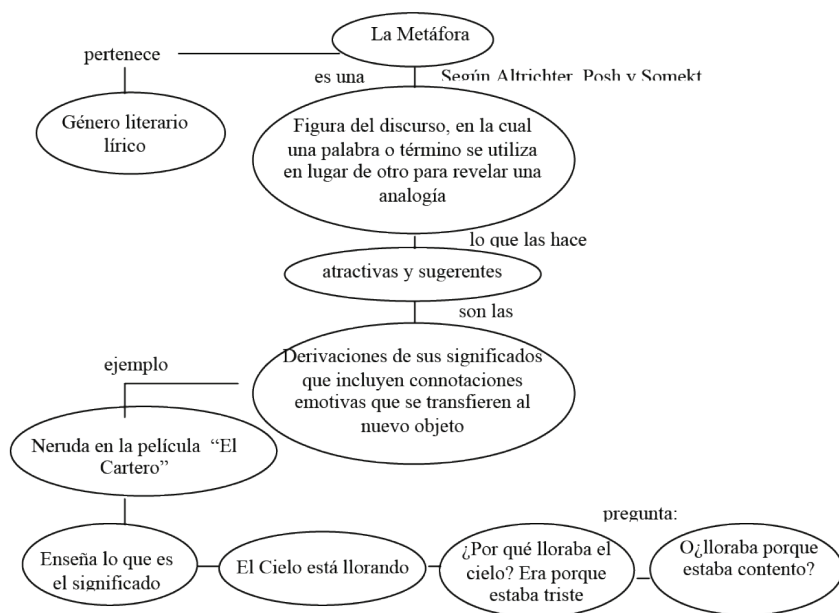 La Metáfora
pertenece
es una
Según Altrichter, Posh y Somekt
Género literario
lírico
Figura del discurso, en la cual
una palabra o término se utiliza
en lugar de otro para revelar una
analogía
lo que las hace
atractivas y sugerentes
son las
ejemplo
Derivaciones de sus significados
que incluyen connotaciones
emotivas que se transfieren al
nuevo objeto
Neruda en la película “El
Cartero”
pregunta:
Enseña lo que es
el significado
El Cielo está llorando
¿Por qué lloraba el
cielo? Era porque
estaba triste
O¿lloraba porque
estaba contento?